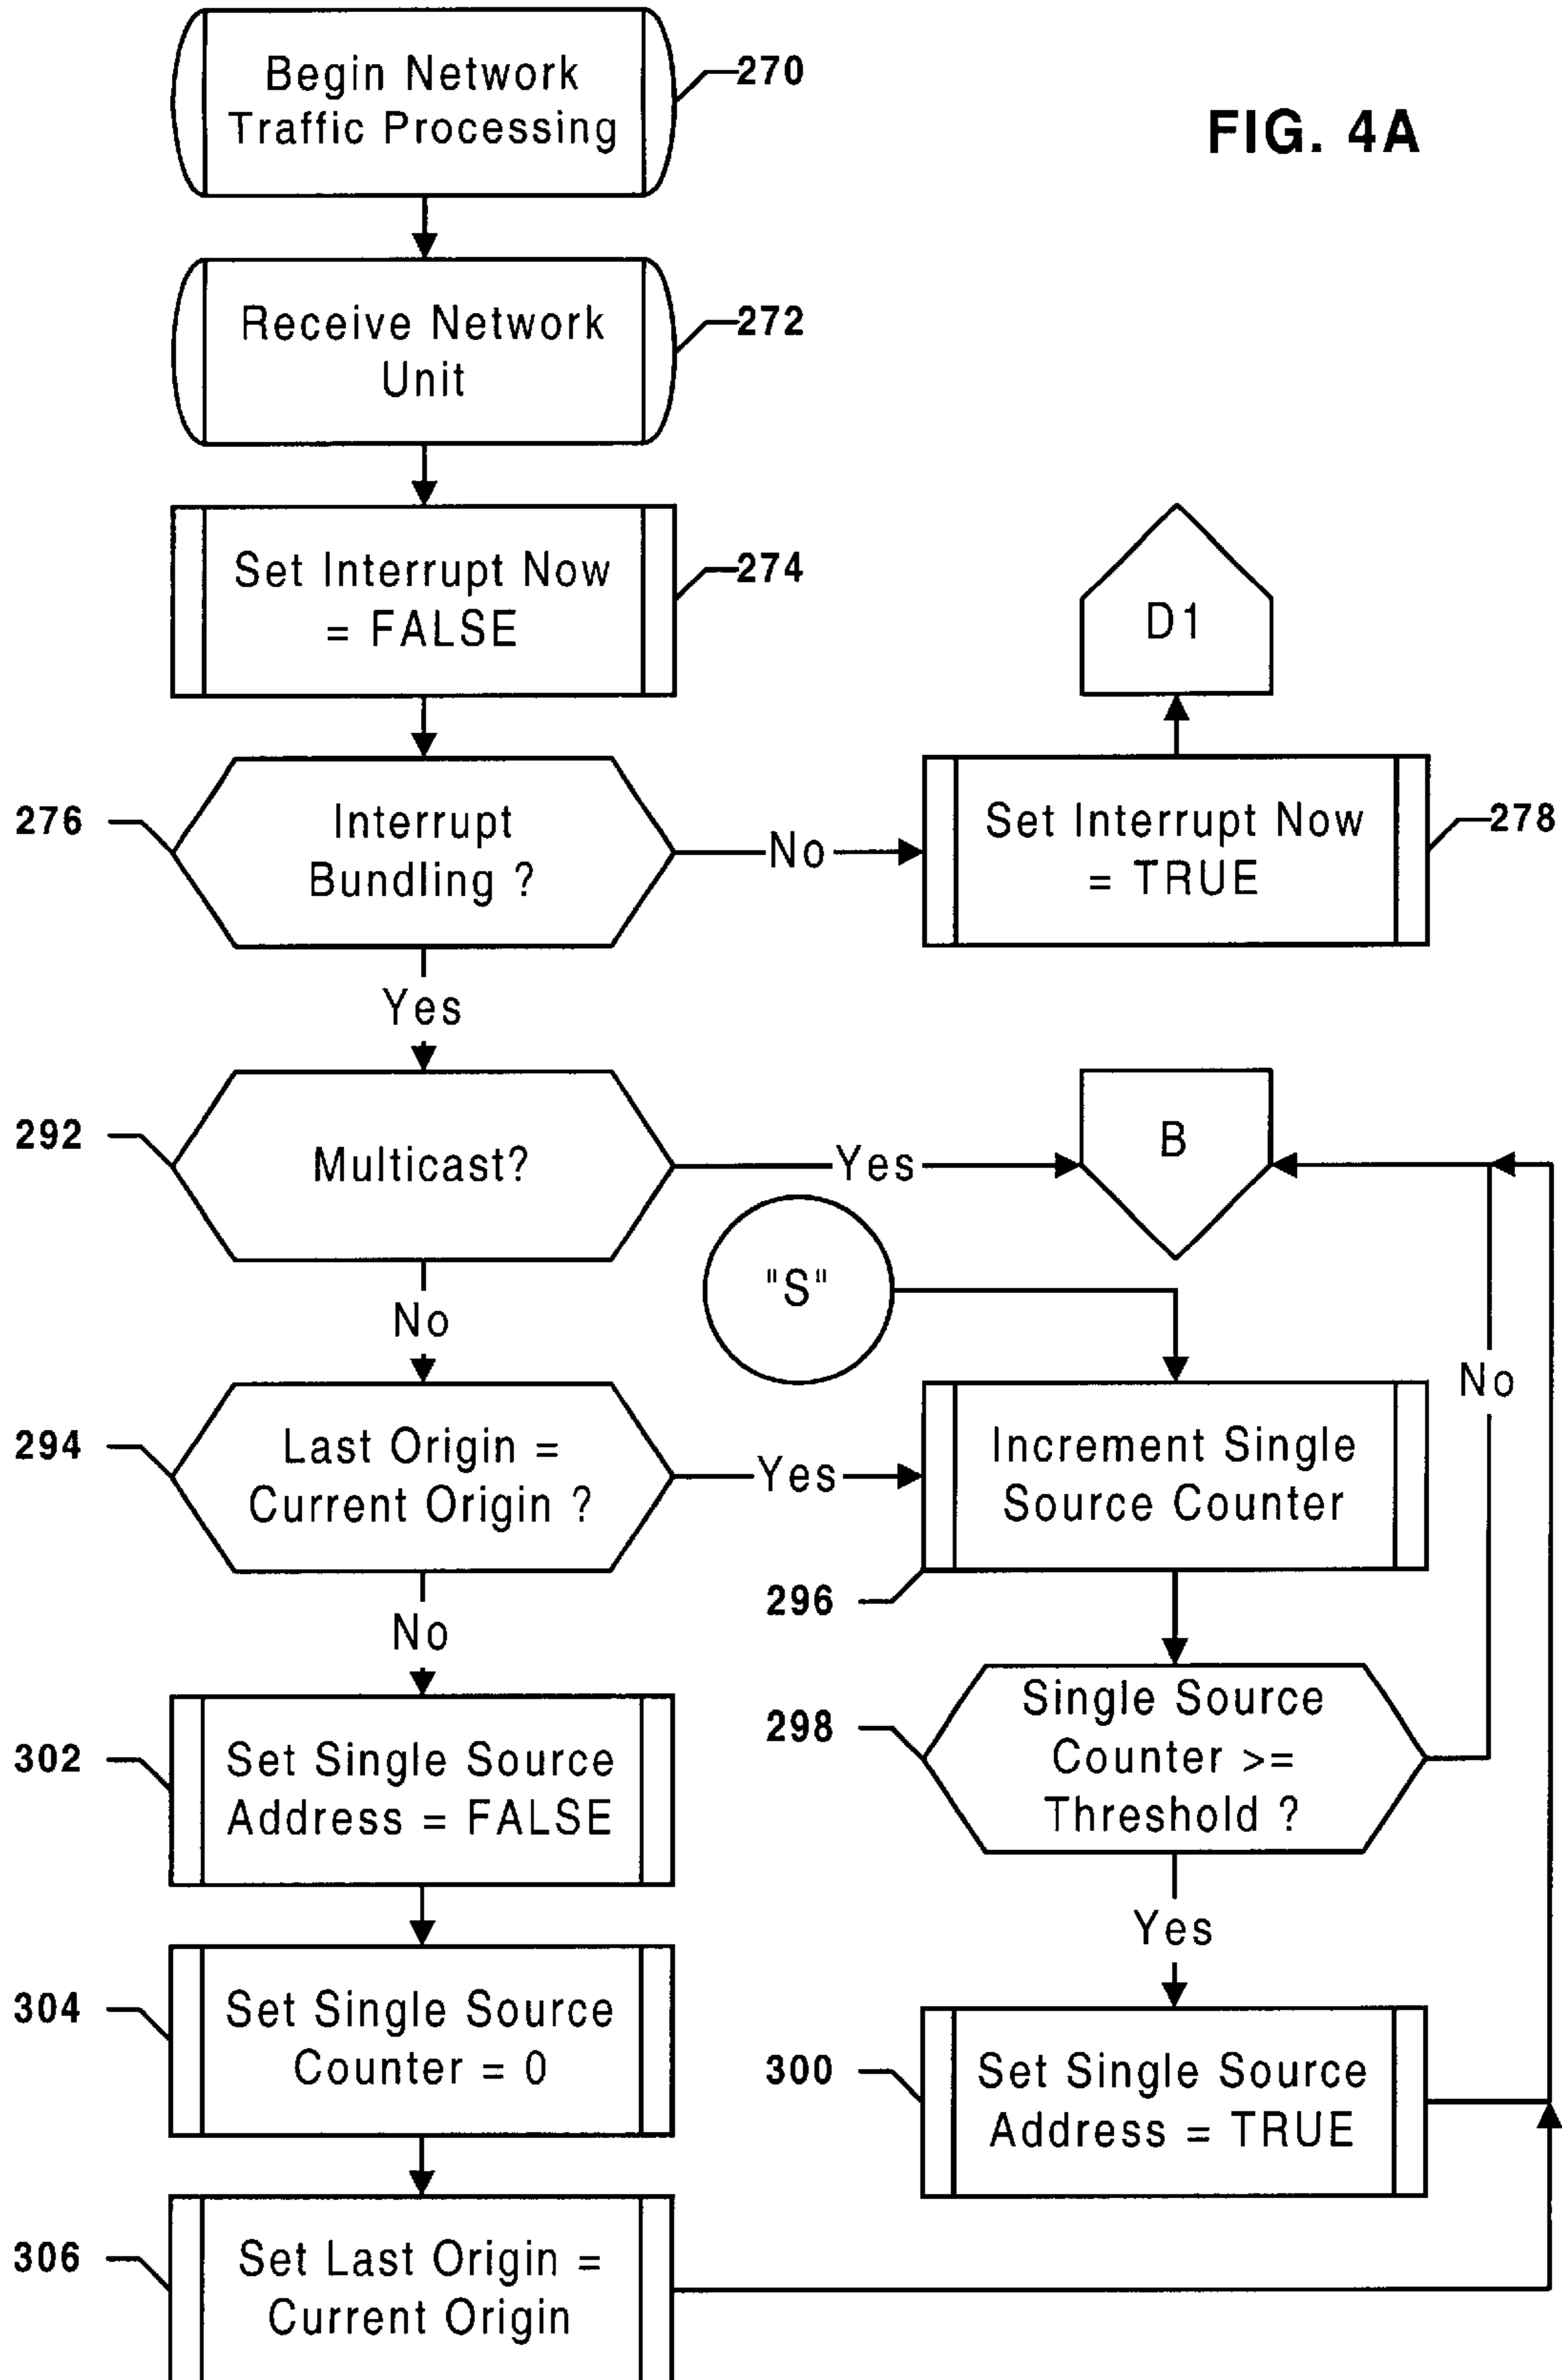 Begin Network
Traffic Processing
270
FIG. 4A
Receive Network
Unit
272
Set Interrupt Now
= FALSE
274
D1
276
Interrupt
Bundling ?
No
Set Interrupt Now
= TRUE
278
Yes
292
Multicast?
Yes
B
"S"
No
No
294
Last Origin =
Current Origin ?
Yes
Increment Single
Source Counter
296
No
298
Single Source
Counter >=
Threshold ?
302
Set Single Source
Address = FALSE
Yes
304
Set Single Source
Counter = 0
300
Set Single Source
Address = TRUE
306
Set Last Origin =
Current Origin